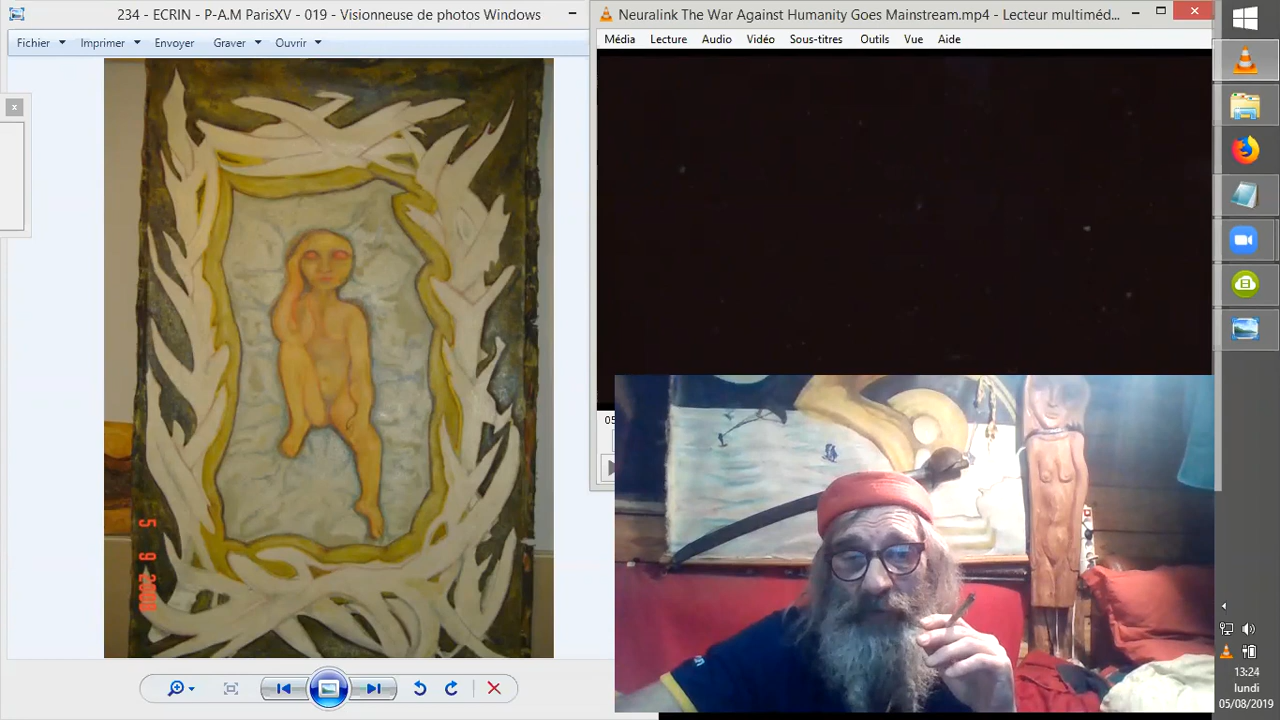 234 - ECRIN - P-A.M ParisXV - 019 - Visionneuse de photos Windows
Fichier
Imprimer
Envoyer
Graver
Ouvrir
5 9 2000
Neuralink The War Against Humanity Goes Mainstream.mp4 - Lecteur multiméd...
Média Lecture Audio Vidéo Sous-titres Outils Vue Aide
05
13:24
lundi
05/08/2019